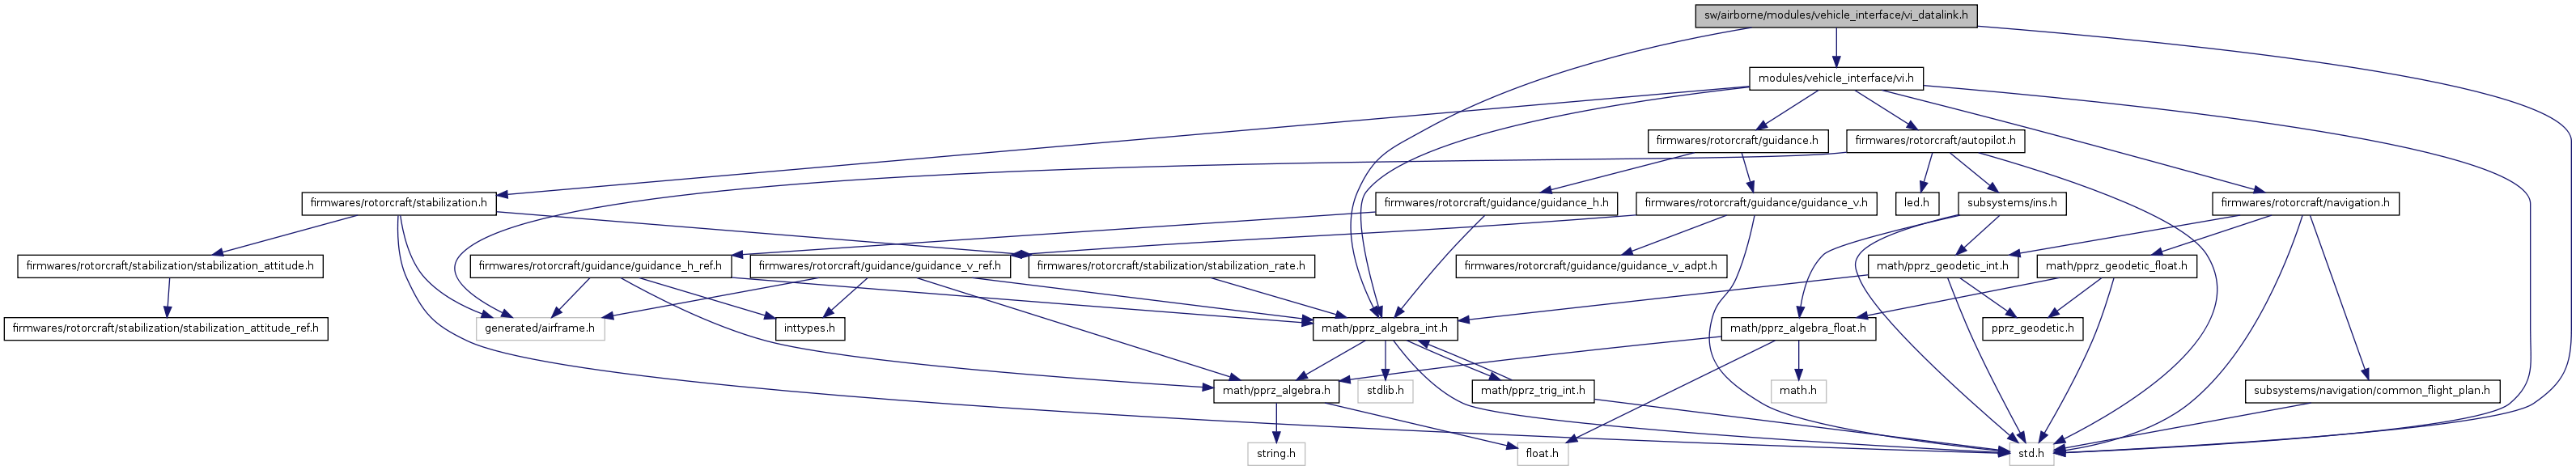 sw/airborne/modules/vehicle_interface/vi_datalink.h
modules/vehicle_interface/vi.h
firmwares/rotorcraft/guidance.h
firmwares/rotorcraft/autopilot.h
firmwares/rotorcraft/stabilization.h
firmwares/rotorcraft/guidance/guidance_h.h
firmwares/rotorcraft/guidance/guidance_v.h
led.h
subsystems/ins.h
firmwares/rotorcraft/navigation.h
firmwares/rotorcraft/stabilization/stabilization_attitude.h
firmwares/rotorcraft/guidance/guidance_h_ref.h
firmwares/rotorcraft/guidance/guidance_v_ref.h
firmwares/rotorcraft/stabilization/stabilization_rate.h
firmwares/rotorcraft/guidance/guidance_v_adpt.h
math/pprz_geodetic_int.h
math/pprz_geodetic_float.h
firmwares/rotorcraft/stabilization/stabilization_attitude_ref.h
generated/airframe.h
inttypes.h
math/pprz_algebra_int.h
math/pprz_algebra_float.h
pprz_geodetic.h
math/pprz_algebra.h
stdlib.h
math/pprz_trig_int.h
math.h
subsystems/navigation/common_flight_plan.h
string.h
float.h
std.h